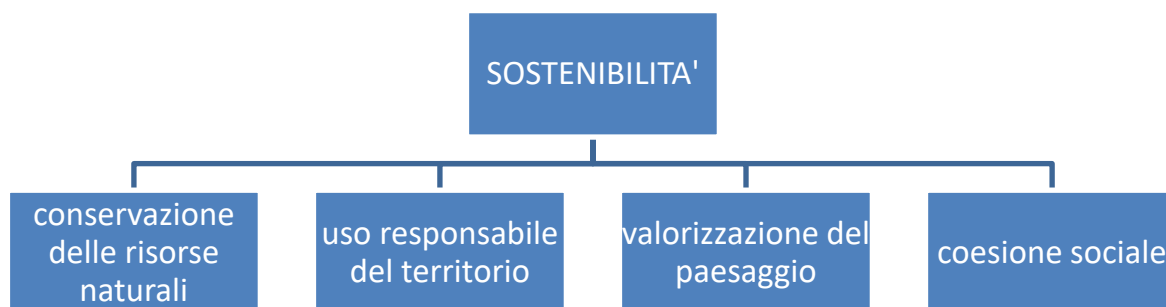 SOSTENIBILITA'
conservazione
delle risorse
naturali
uso responsabile
del territorio
valorizzazione del
paesaggio
coesione sociale